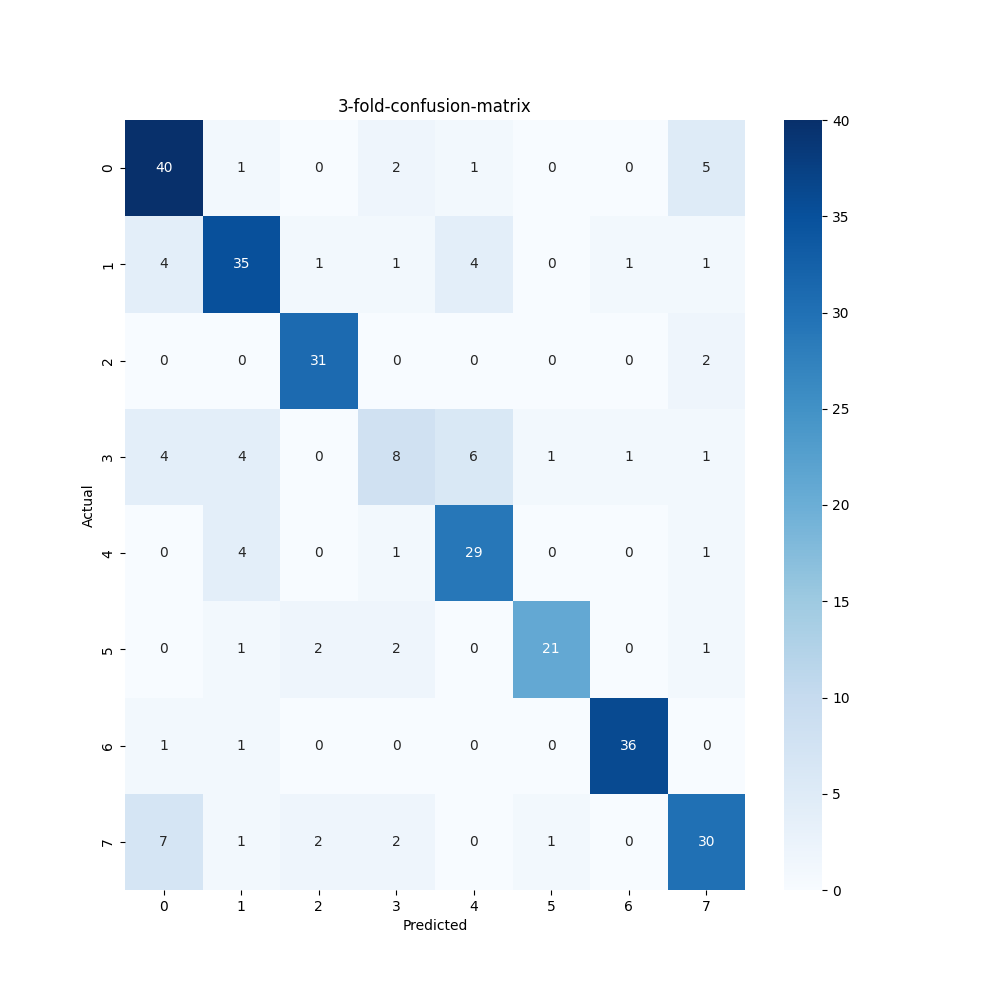 3-fold-confusion-matrix
0 40 1 0 2 1 0 0 5
1 4 35 1 1 4 0 1 1
2 0 0 31 0 0 0 0 2
3 4 4 0 8 6 1 1 1
4 0 4 0 1 29 0 0 1
5 0 1 2 2 0 21 0 1
6 1 1 0 0 0 0 36 0
7 7 1 2 2 0 1 0 30
0 1 2 3 4 5 6 7
Predicted
Actual
40
35
30
25
20
15
10
5
0